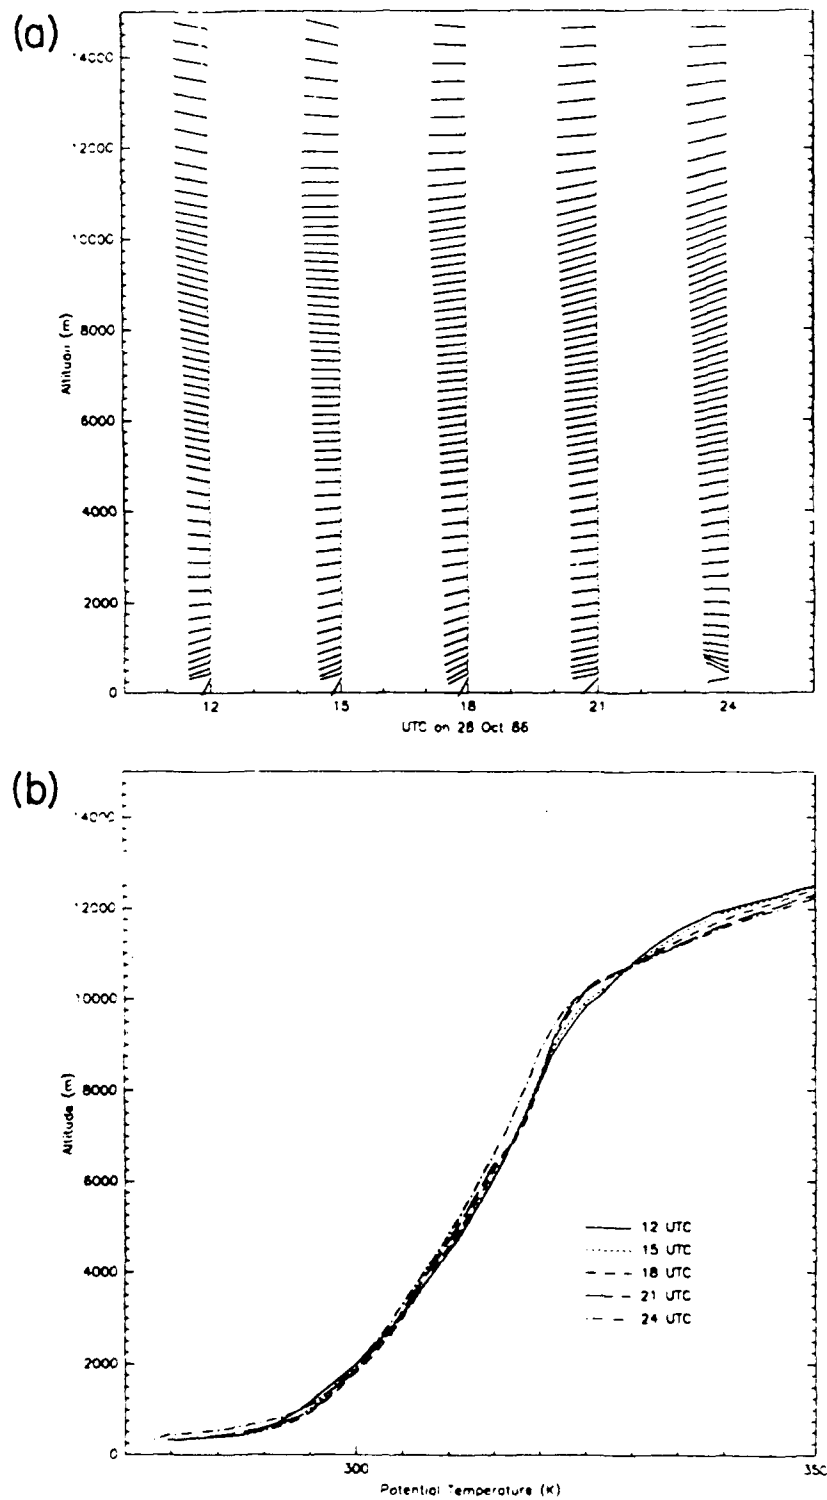 (a)
14000
12000
10000
8000
6000
4000
2000
0
Altitude (m)
12 15 18 21 24
UTC on 28 Oct 86
(b)
14000
12000
10000
8000
6000
4000
2000
0
Altitude (m)
12 UTC
15 UTC
18 UTC
21 UTC
24 UTC
300 350
Potential Temperature (K)